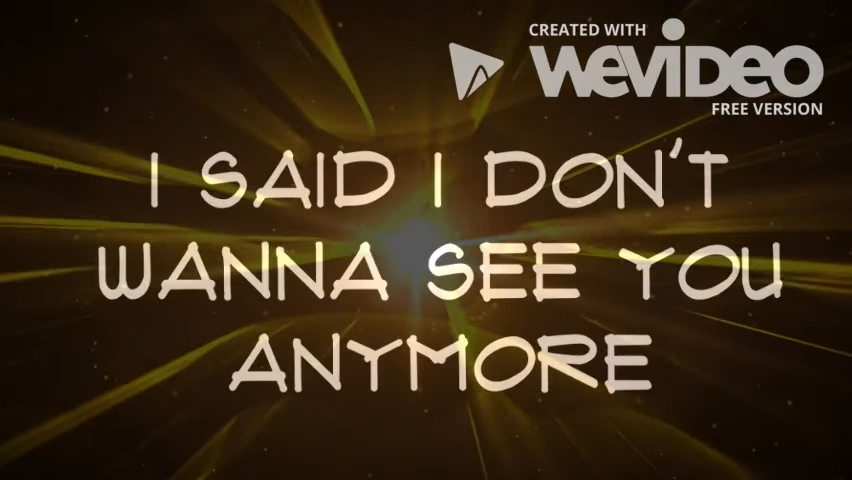 CREATED WITH
WEVIDEO
FREE VERSION
I SAID I DON'T
WANNA SEE YOU
ANYMORE